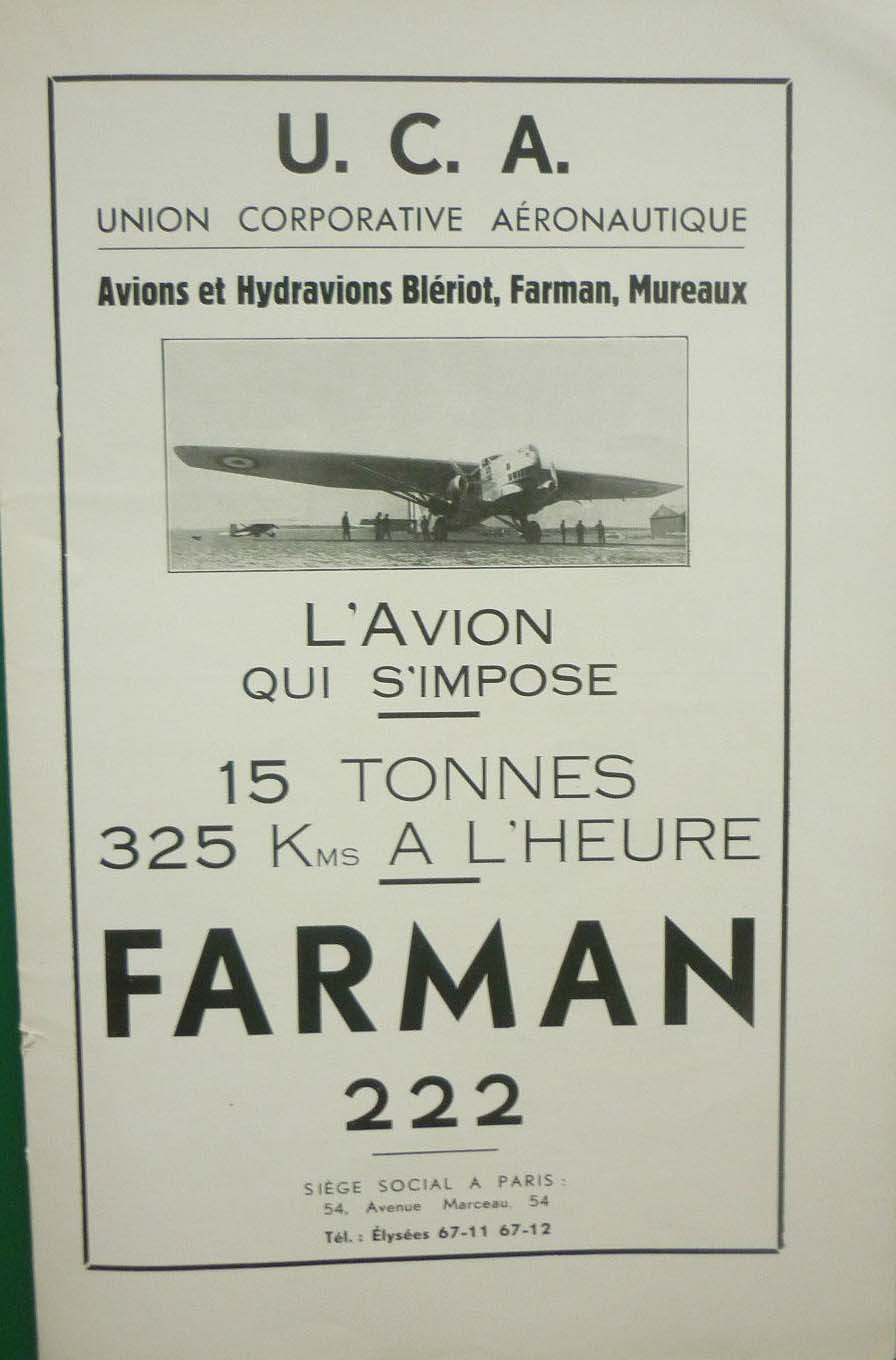 U. C. A.
UNION CORPORATIVE AÉRONAUTIQUE
Avions et Hydravions Blériot, Farman, Mureaux
L'AVION
QUI S'IMPOSE
15 TONNES
325 KMS A L'HEURE
FARMAN
222
SIÈGE SOCIAL A PARIS :
54, Avenue Marceau, 54
Tél. : Élysées 67-11 67-12